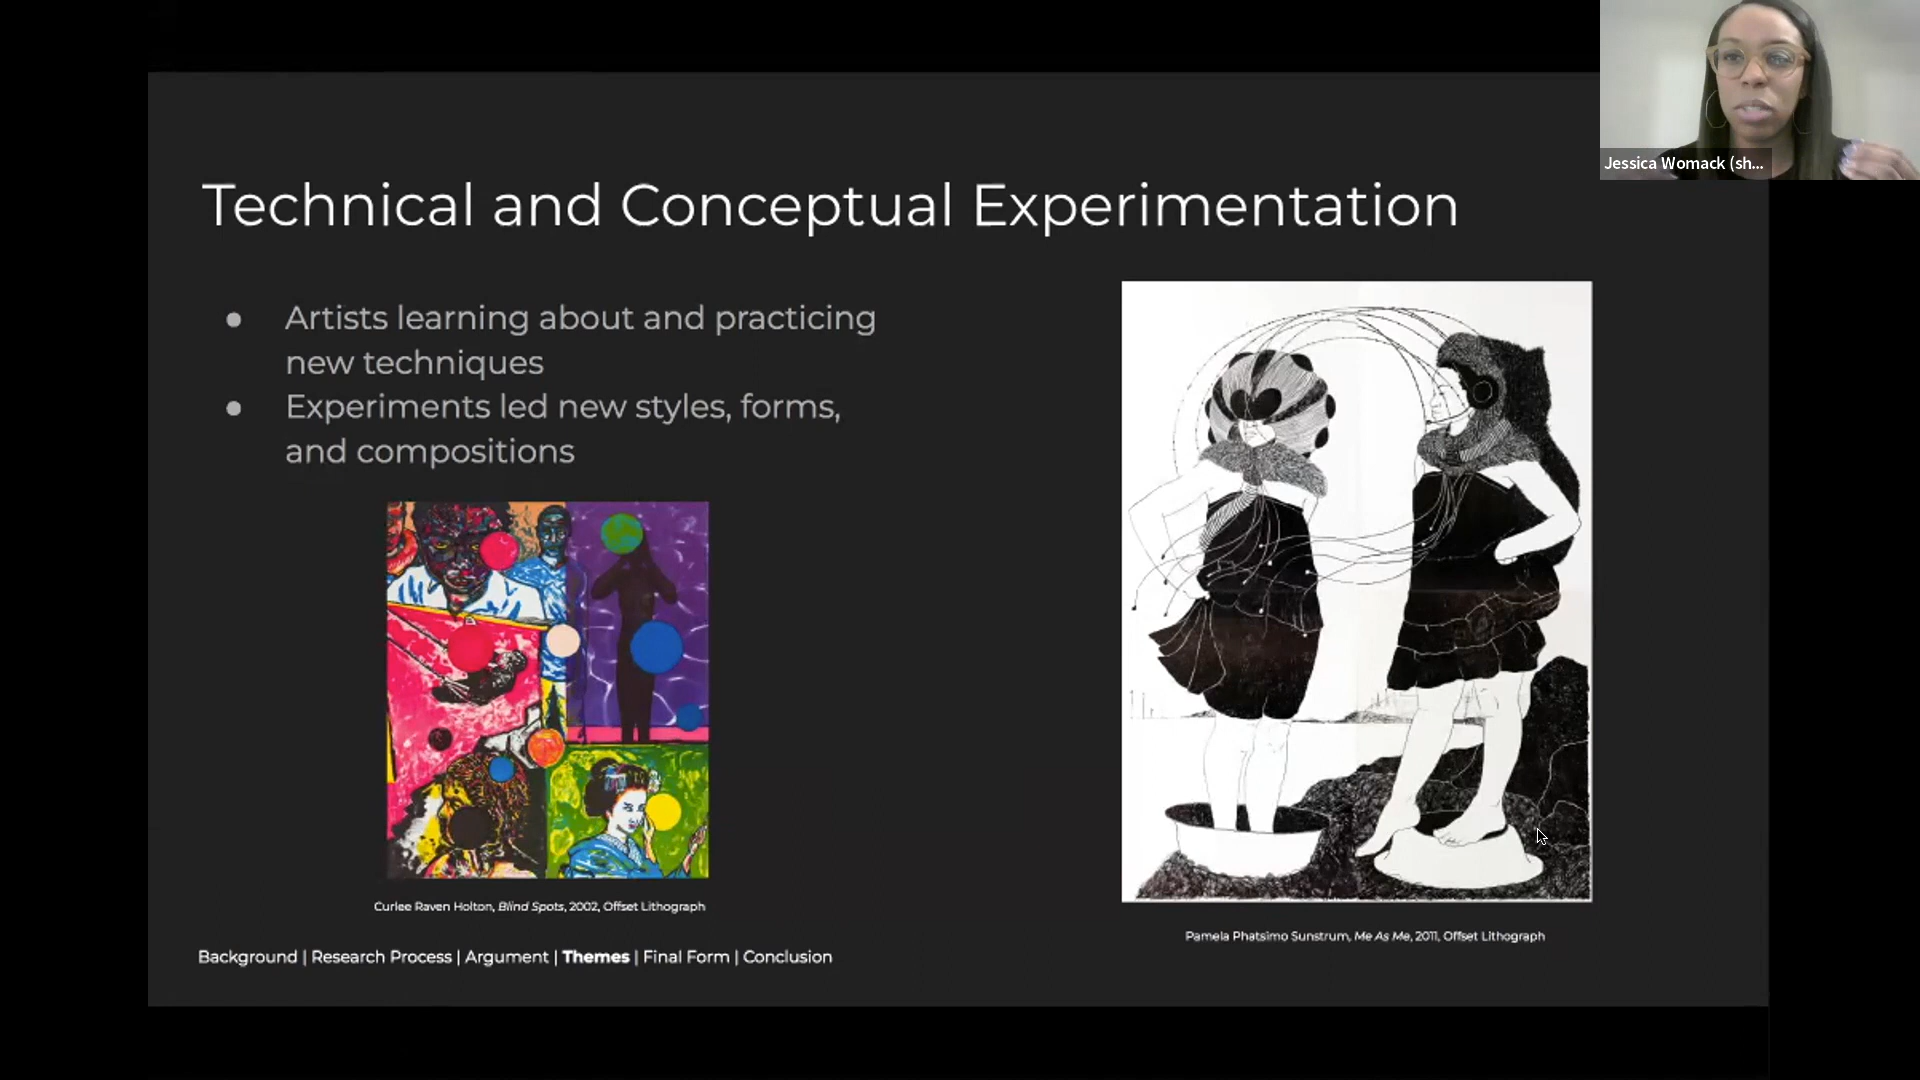 Jessica Womack (sh...
Technical and Conceptual Experimentation
● Artists learning about and practicing
new techniques
● Experiments led new styles, forms,
and compositions
Curlee Raven Holton, Blind Spots, 2002, Offset Lithograph
Pamela Phatsimo Sunstrum, Me As Me, 2011, Offset Lithograph
Background | Research Process | Argument | Themes | Final Form | Conclusion